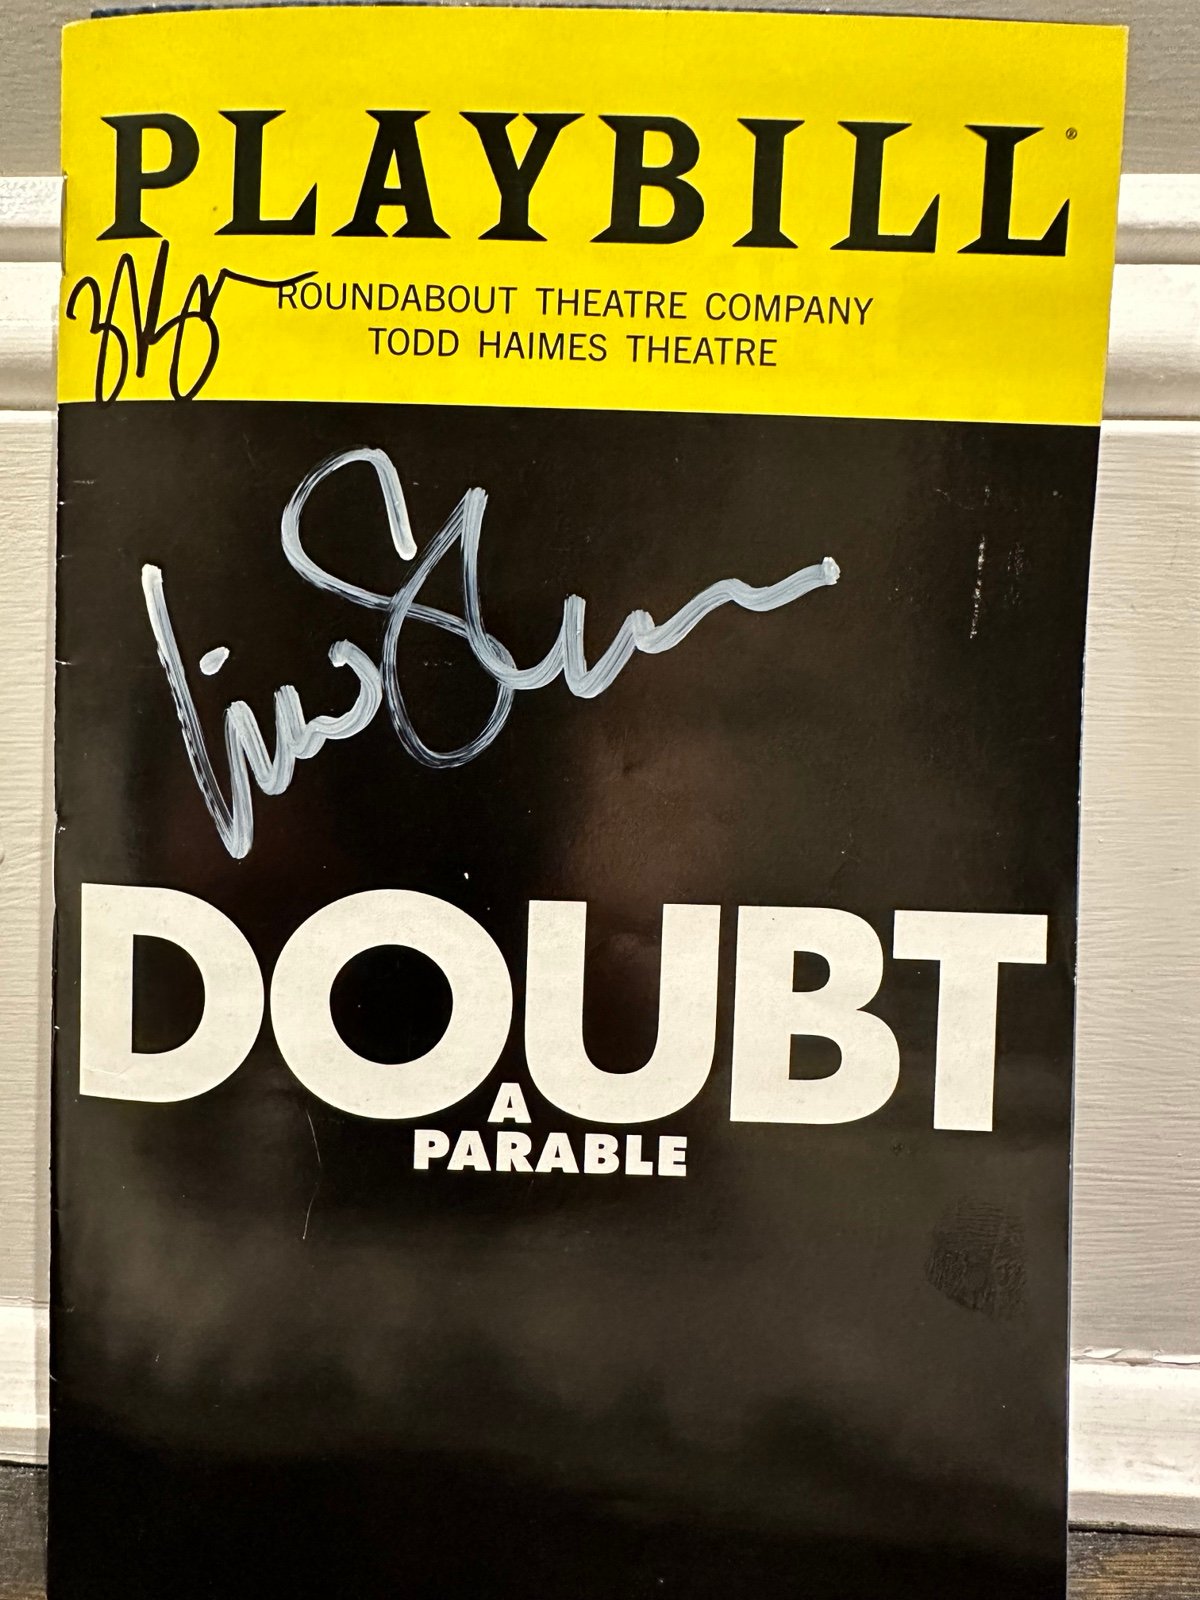 PLAYBILL®
ROUNDABOUT THEATRE COMPANY
TODD HAIMES THEATRE
DOUBT
A
PARABLE